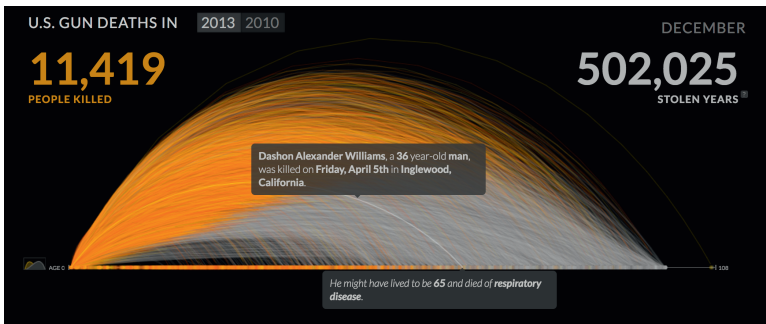 U.S. GUN DEATHS IN 2013 2010
DECEMBER
11,419
PEOPLE KILLED
502,025
STOLEN YEARS ?
Dashon Alexander Williams, a 36 year-old man,
was killed on Friday, April 5th in Inglewood,
California.
AGE 0
108
He might have lived to be 65 and died of respiratory
disease.